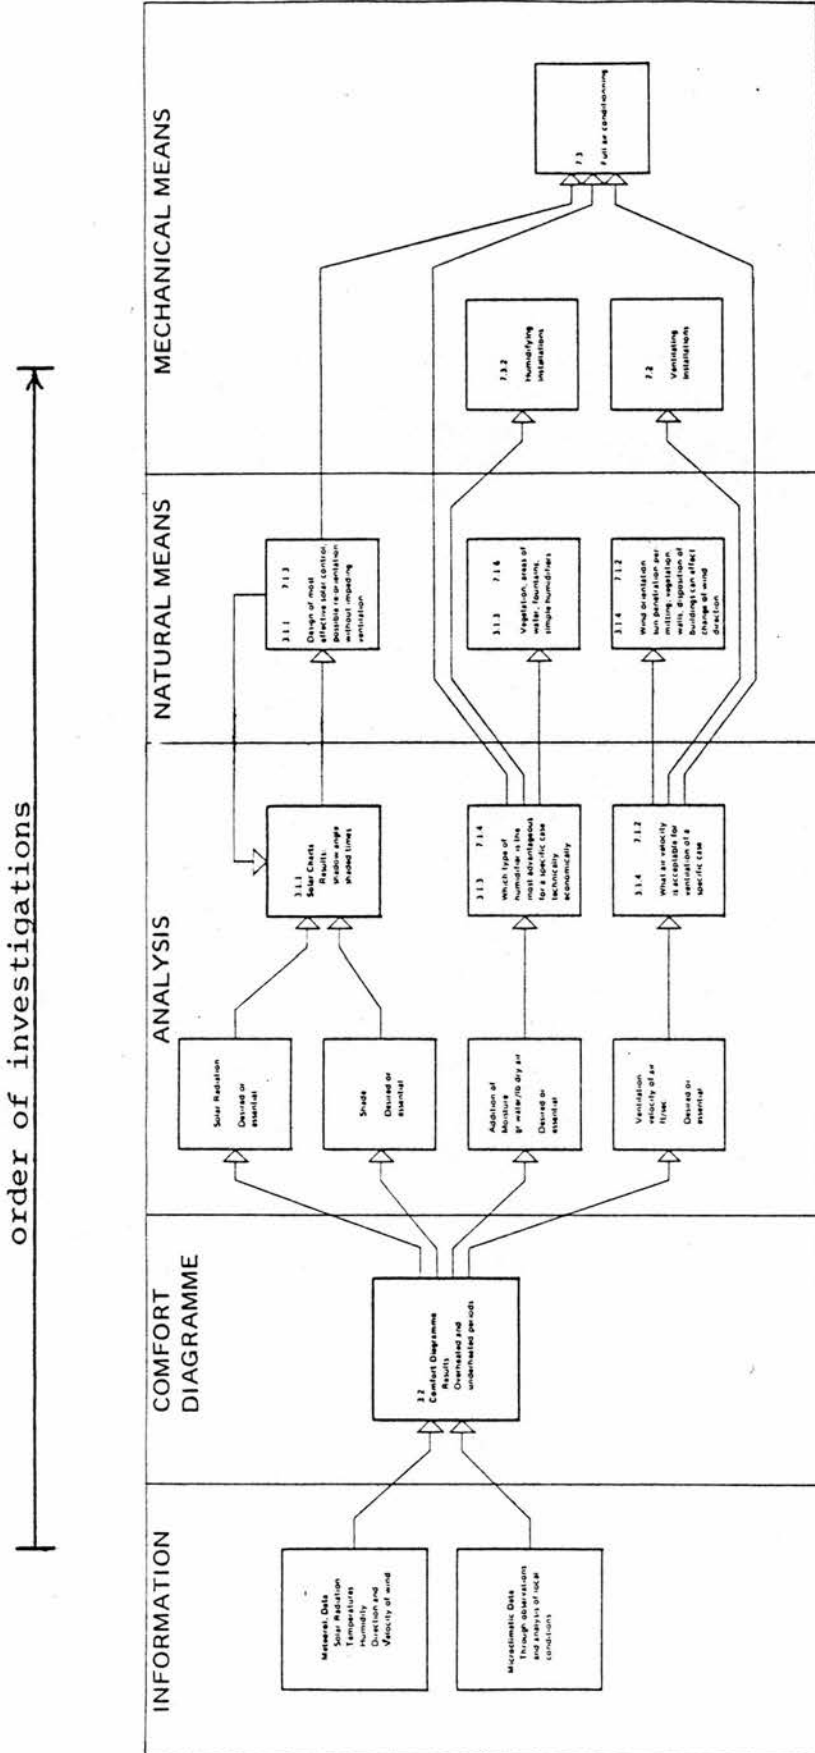 order of investigations
INFORMATION
COMFORT
DIAGRAMME
ANALYSIS
NATURAL MEANS
MECHANICAL MEANS
Meteorol. Data
Solar Radiation
Temperatures
Humidity
Direction and
Velocity of wind
Microclimatic Data
Through observations
and analysis of local
conditions
3.2
Comfort Diagramme
Results
Overheated and
underheated periods
Solar Radiation
Desired or
essential
Shade
Desired or
essential
Addition of
Moisture
gr water/lb dry air
Desired or
essential
Ventilation
velocity of air
ft/sec
Desired or
essential
3.1.1
Solar Charts
Results:
shadow angle
shaded times
3.1.3 7.1.4
Which type of
humidifier is the
most advantageous
for a specific case
technically
economically
3.1.4 7.1.2
What air velocity
is acceptable for
ventilation of a
specific case
3.1.1 7.1.3
Design of most
effective solar control,
possible re-orientation
without impeding
ventilation
3.1.3 7.1.6
Vegetation, areas of
water, fountains,
simple humidifiers
3.1.4 7.1.2
Wind orientation
sun penetration per
mitting, vegetation
walls, disposition of
buildings can affect
change of wind
direction
7.3.2
Humidifying
installations
7.2
Ventilating
installations
7.3
Full air conditionning